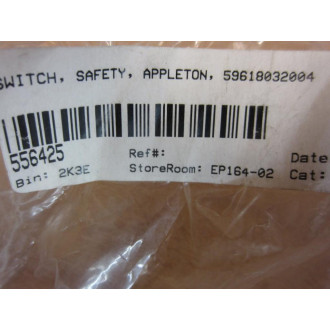 SWITCH, SAFETY, APPLETON, 59618032004
556425
Ref#:
Date
Bin: 2K3E
StoreRoom: EP164-02
Cat: